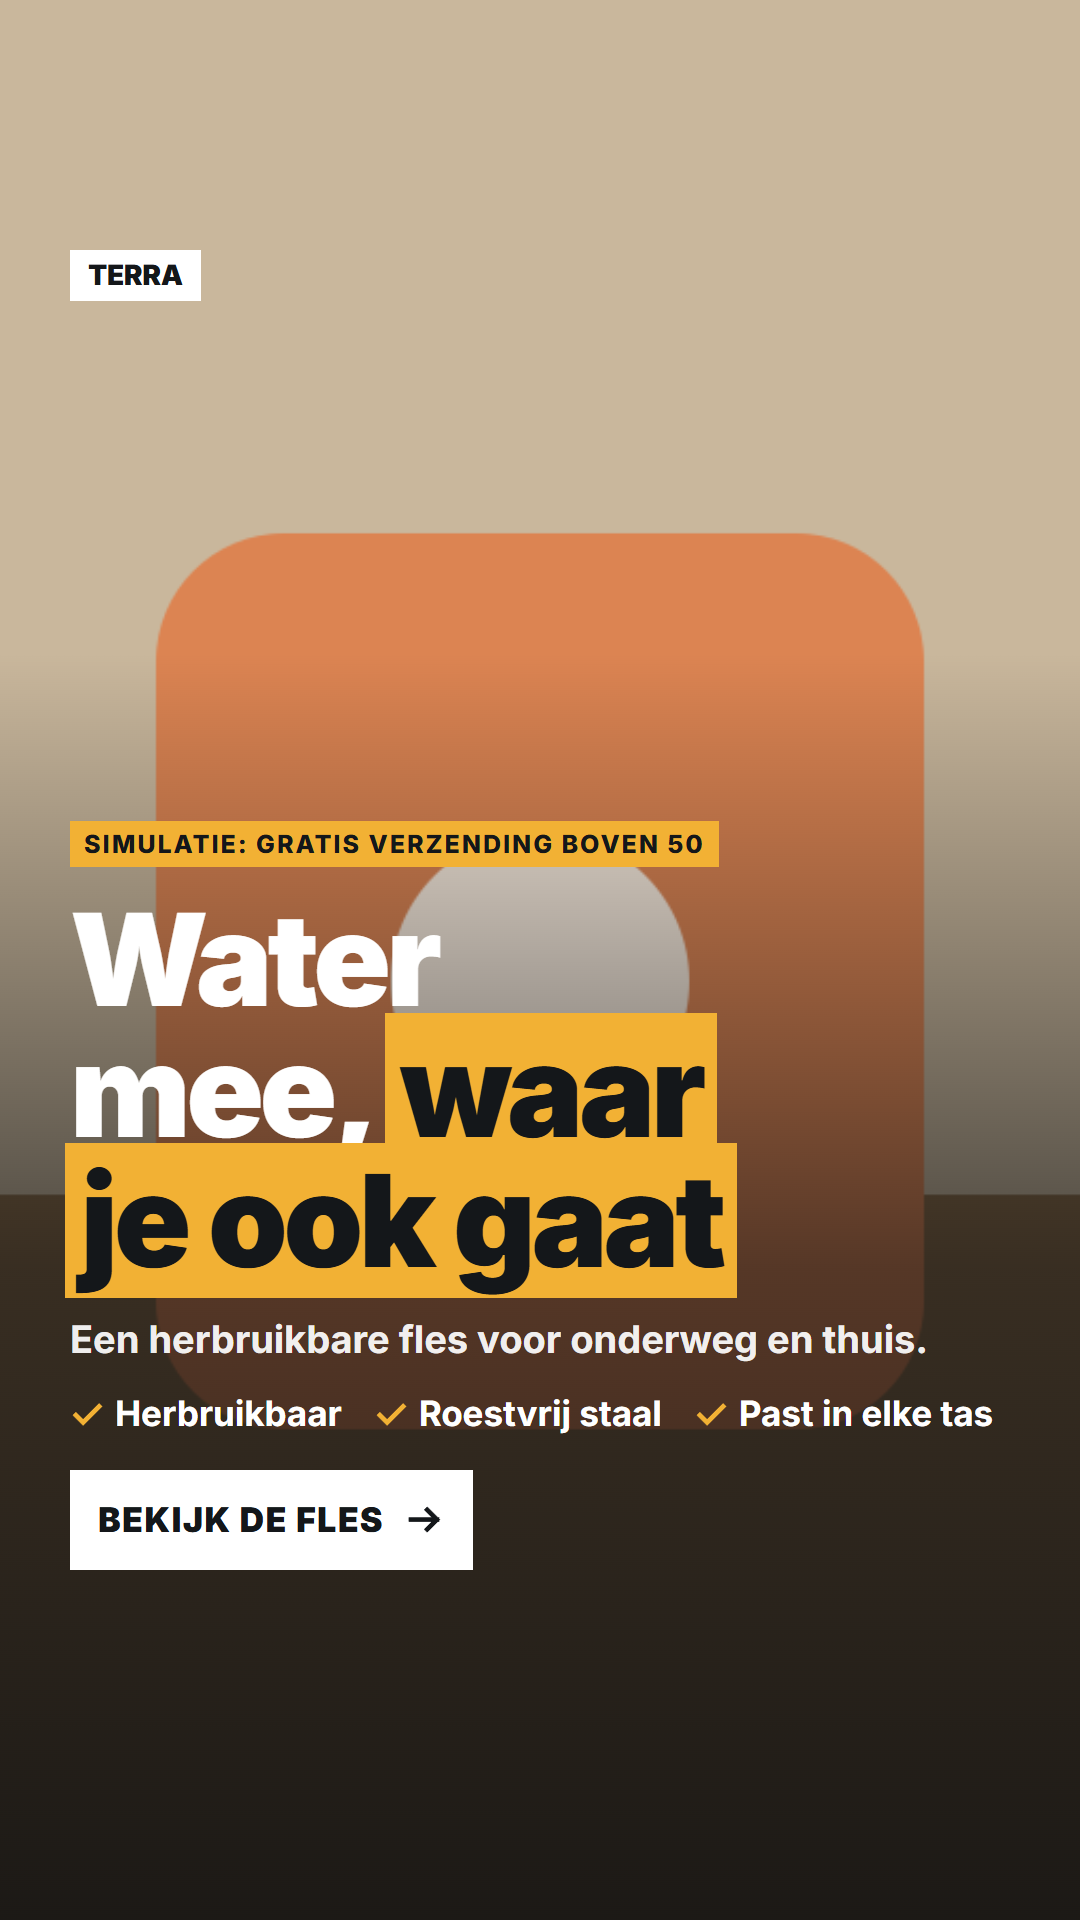 TERRA
SIMULATIE: GRATIS VERZENDING BOVEN 50
Water
mee, waar
je ook gaat
Een herbruikbare fles voor onderweg en thuis.
Herbruikbaar Roestvrij staal Past in elke tas
BEKIJK DE FLES →